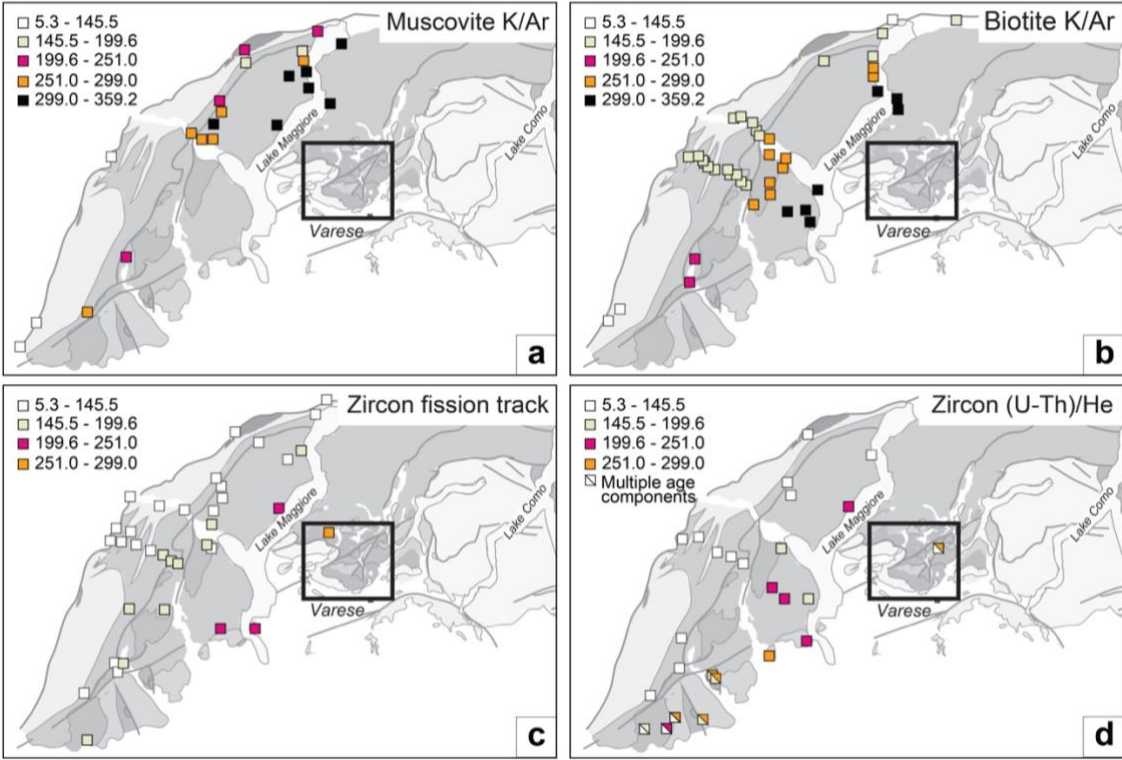 Muscovite K/Ar
5.3 - 145.5
145.5 - 199.6
199.6 - 251.0
251.0 - 299.0
299.0 - 359.2
Lake Maggiore
Lake Como
Varese
a
Biotite K/Ar
5.3 - 145.5
145.5 - 199.6
199.6 - 251.0
251.0 - 299.0
299.0 - 359.2
Lake Maggiore
Lake Como
Varese
b
Zircon fission track
5.3 - 145.5
145.5 - 199.6
199.6 - 251.0
251.0 - 299.0
Lake Maggiore
Lake Como
Varese
c
Zircon (U-Th)/He
5.3 - 145.5
145.5 - 199.6
199.6 - 251.0
251.0 - 299.0
Multiple age
components
Lake Maggiore
Lake Como
Varese
d